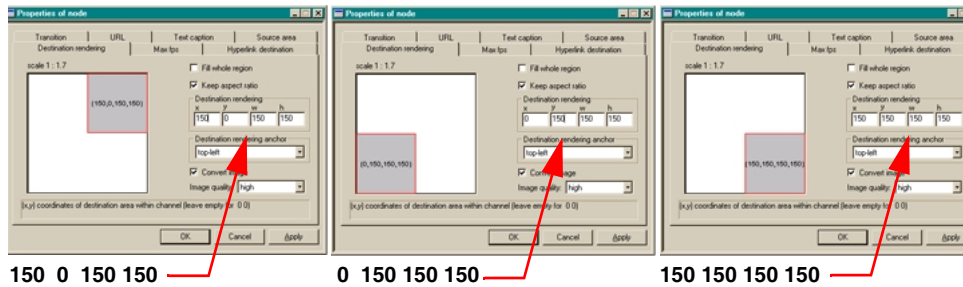 Properties of node
Transition URL Text caption Source area
Destination rendering Max fps Hyperlink destination
scale 1 : 1.7
(150,0,150,150)
Fill whole region
Keep aspect ratio
Destination rendering
x y w h
150 0 150 150
Destination rendering anchor
top-left
Convert image
Image quality: high
(x,y) coordinates of destination area within channel (leave empty for 0 0)
OK Cancel Apply
150 0 150 150
Properties of node
Transition URL Text caption Source area
Destination rendering Max fps Hyperlink destination
scale 1 : 1.7
(0,150,150,150)
Fill whole region
Keep aspect ratio
Destination rendering
x y w h
0 150 150 150
Destination rendering anchor
top-left
Convert image
Image quality: high
(x,y) coordinates of destination area within channel (leave empty for 0 0)
OK Cancel Apply
0 150 150 150
Properties of node
Transition URL Text caption Source area
Destination rendering Max fps Hyperlink destination
scale 1 : 1.7
(150,150,150,150)
Fill whole region
Keep aspect ratio
Destination rendering
x y w h
150 150 150 150
Destination rendering anchor
top-left
Convert image
Image quality: high
(x,y) coordinates of destination area within channel (leave empty for 0 0)
OK Cancel Apply
150 150 150 150